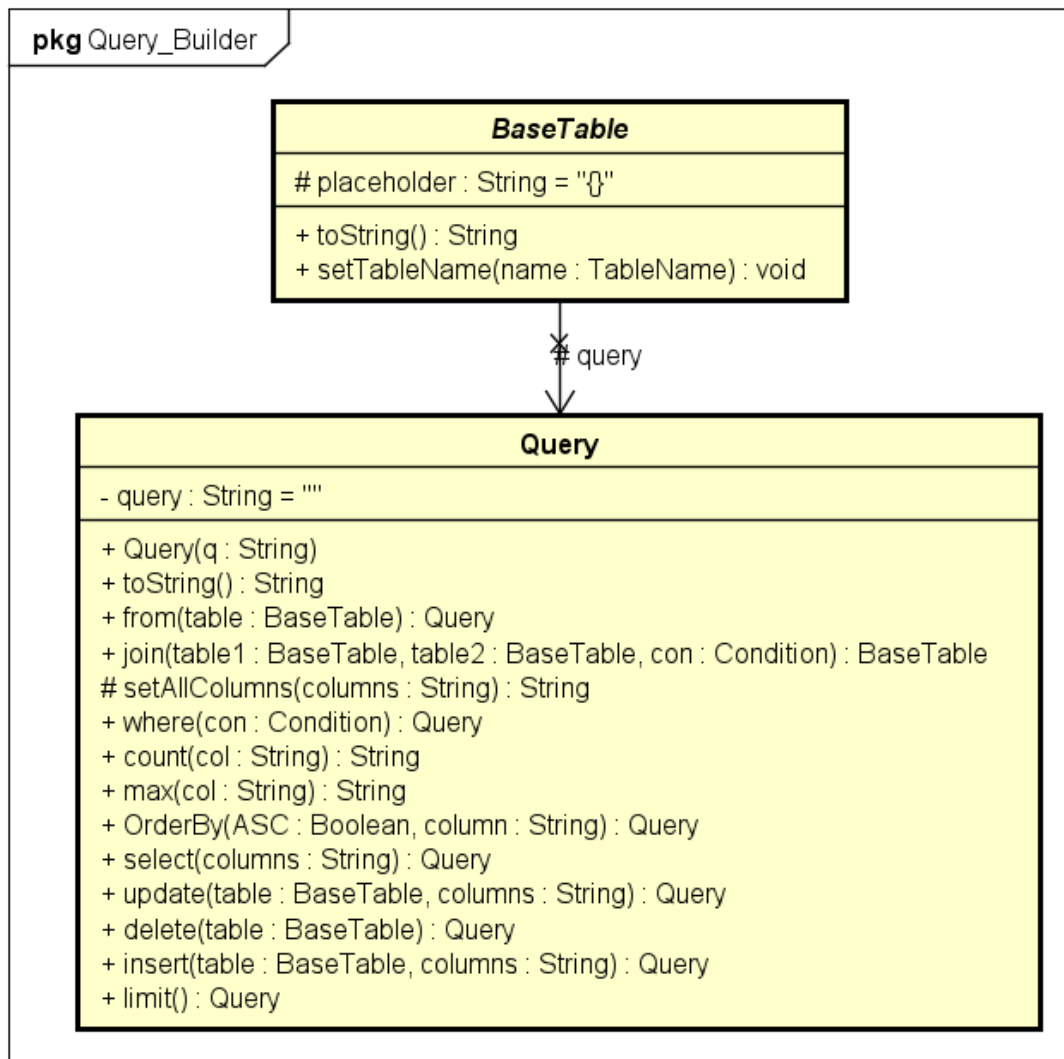 pkg Query_Builder
BaseTable
# placeholder : String = "{}"
+ toString() : String
+ setTableName(name : TableName) : void
# query
Query
- query : String = ""
+ Query(q : String)
+ toString() : String
+ from(table : BaseTable) : Query
+ join(table1 : BaseTable, table2 : BaseTable, con : Condition) : BaseTable
# setAllColumns(columns : String) : String
+ where(con : Condition) : Query
+ count(col : String) : String
+ max(col : String) : String
+ OrderBy(ASC : Boolean, column : String) : Query
+ select(columns : String) : Query
+ update(table : BaseTable, columns : String) : Query
+ delete(table : BaseTable) : Query
+ insert(table : BaseTable, columns : String) : Query
+ limit() : Query